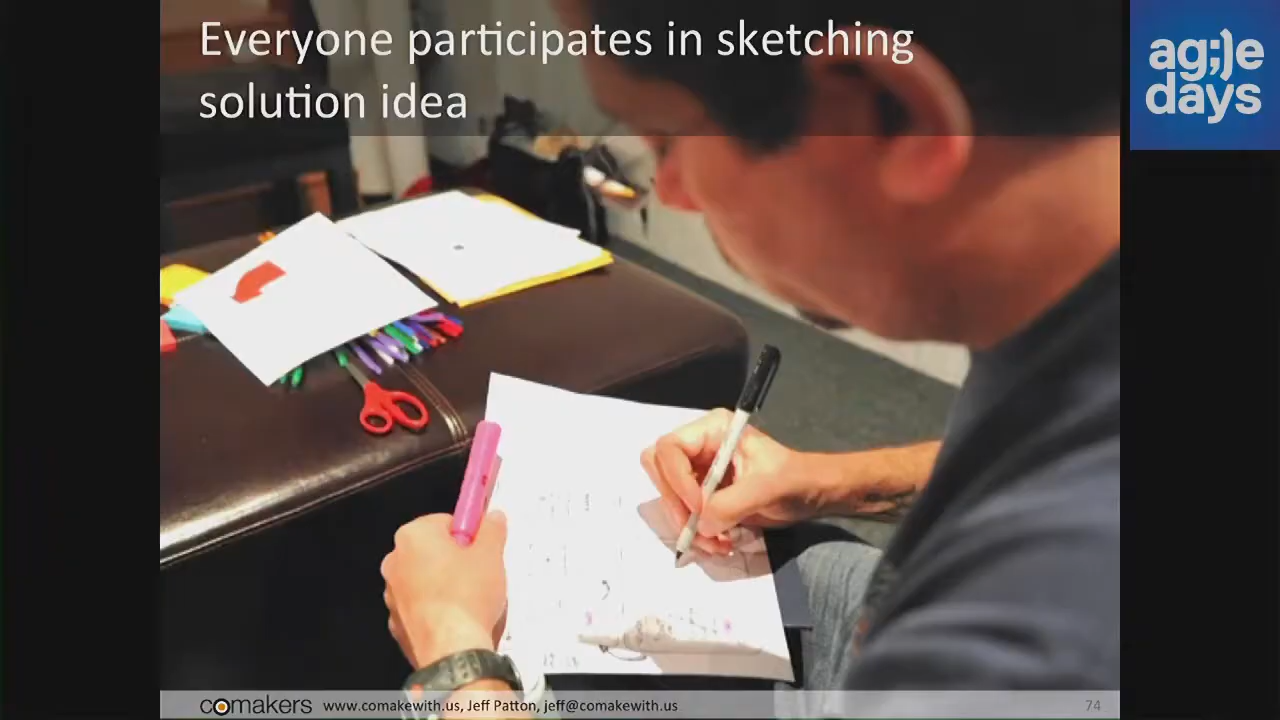 Everyone participates in sketching
solution idea
ag;)e
days
comakers www.comakewith.us, Jeff Patton, jeff@comakewith.us
74